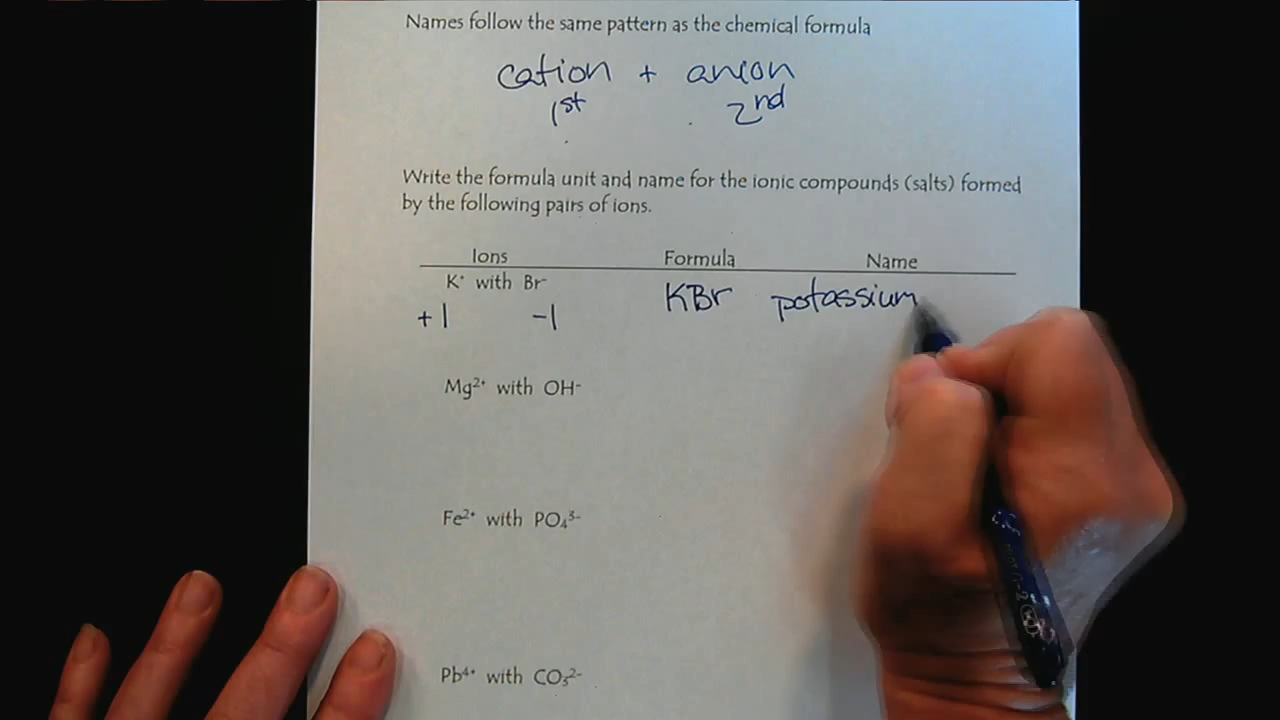 Names follow the same pattern as the chemical formula
cation + anion
1st 2nd
Write the formula unit and name for the ionic compounds (salts) formed
by the following pairs of ions.
Ions Formula Name
K⁺ with Br⁻ KBr potassium
+1 -1
Mg²⁺ with OH⁻
Fe²⁺ with PO₄³⁻
Pb⁴⁺ with CO₃²⁻